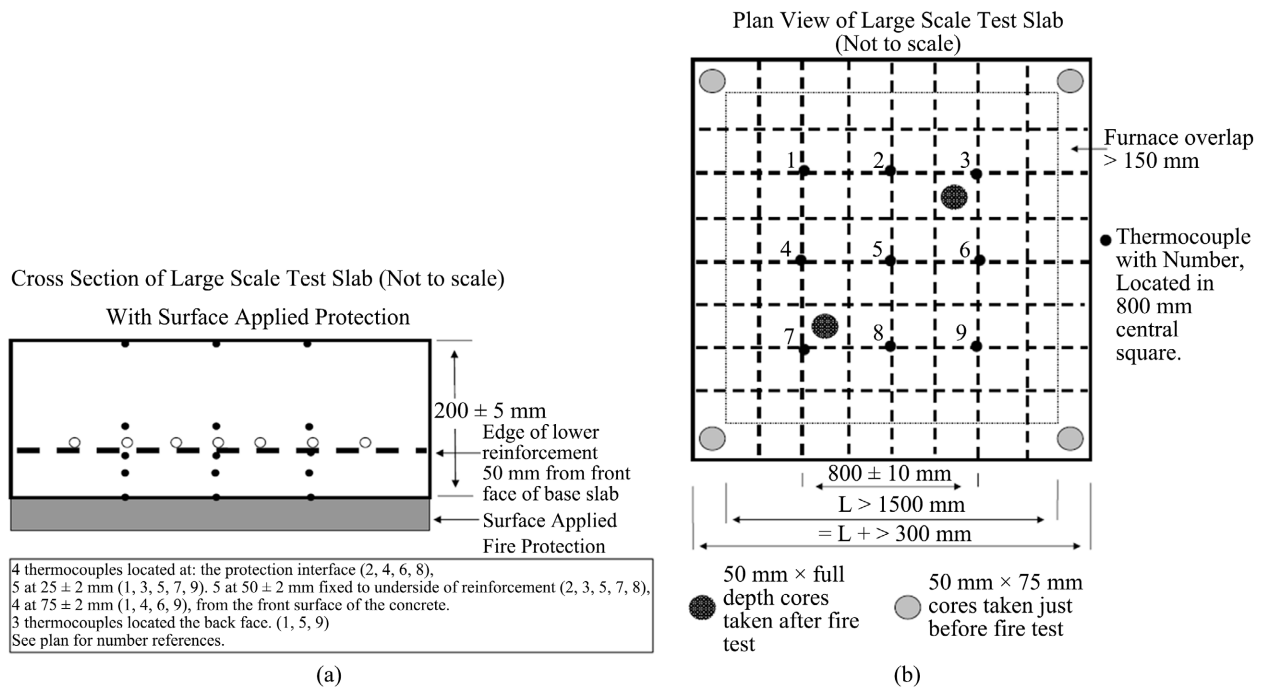 Cross Section of Large Scale Test Slab (Not to scale)
With Surface Applied Protection
200 ± 5 mm
Edge of lower
reinforcement
50 mm from front
face of base slab
Surface Applied
Fire Protection
4 thermocouples located at: the protection interface (2, 4, 6, 8),
5 at 25 ± 2 mm (1, 3, 5, 7, 9). 5 at 50 ± 2 mm fixed to underside of reinforcement (2, 3, 5, 7, 8),
4 at 75 ± 2 mm (1, 4, 6, 9), from the front surface of the concrete.
3 thermocouples located the back face. (1, 5, 9)
See plan for number references.
(a)
Plan View of Large Scale Test Slab
(Not to scale)
1 2 3
4 5 6
7 8 9
Furnace overlap
> 150 mm
Thermocouple
with Number,
Located in
800 mm
central
square.
800 ± 10 mm
L > 1500 mm
= L + > 300 mm
50 mm × full
depth cores
taken after fire
test
50 mm × 75 mm
cores taken just
before fire test
(b)